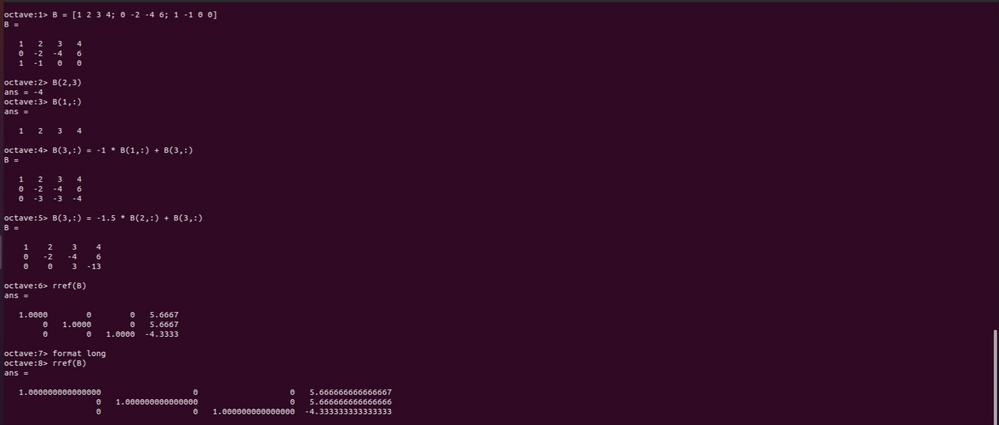 octave:1> B = [1 2 3 4; 0 -2 -4 6; 1 -1 0 0]
B =
1 2 3 4
0 -2 -4 6
1 -1 0 0
octave:2> B(2,3)
ans = -4
octave:3> B(1,:)
ans =
1 2 3 4
octave:4> B(3,:) = -1 * B(1,:) + B(3,:)
B =
1 2 3 4
0 -2 -4 6
0 -3 -3 -4
octave:5> B(3,:) = -1.5 * B(2,:) + B(3,:)
B =
1 2 3 4
0 -2 -4 6
0 0 3 -13
octave:6> rref(B)
ans =
1.0000 0 0 5.6667
0 1.0000 0 5.6667
0 0 1.0000 -4.3333
octave:7> format long
octave:8> rref(B)
ans =
1.000000000000000 0 0 5.666666666666667
0 1.000000000000000 0 5.666666666666666
0 0 1.000000000000000 -4.333333333333333